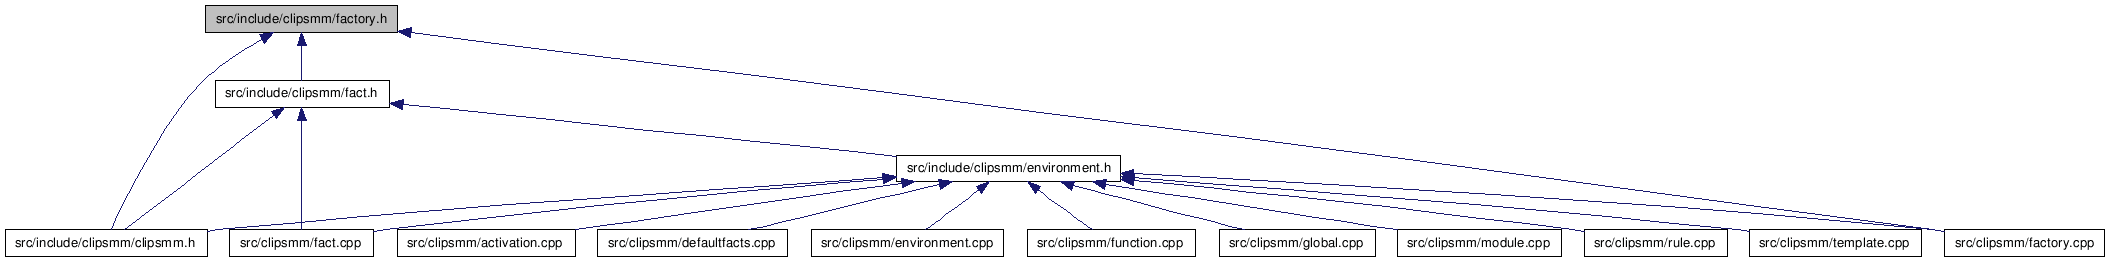 src/include/clipsmm/factory.h
src/include/clipsmm/fact.h
src/include/clipsmm/environment.h
src/include/clipsmm/clipsmm.h
src/clipsmm/fact.cpp
src/clipsmm/activation.cpp
src/clipsmm/defaultfacts.cpp
src/clipsmm/environment.cpp
src/clipsmm/function.cpp
src/clipsmm/global.cpp
src/clipsmm/module.cpp
src/clipsmm/rule.cpp
src/clipsmm/template.cpp
src/clipsmm/factory.cpp